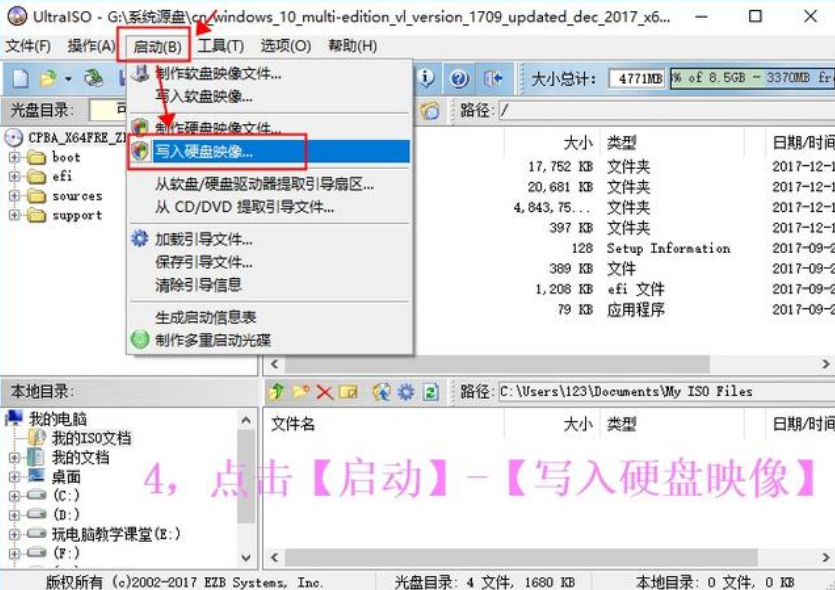 UltraISO - G:\系统源盘\cn_windows_10_multi-edition_vl_version_1709_updated_dec_2017_x6...
文件(F) 操作(A) 启动(B) 工具(T) 选项(O) 帮助(H)
大小总计: 4771MB % of 8.5GB - 3370MB fr
光盘目录: 可
路径: /
制作软盘映像文件...
写入软盘映像...
制作硬盘映像文件...
写入硬盘映像...
从软盘/硬盘驱动器提取引导扇区...
从 CD/DVD 提取引导文件...
加载引导文件...
保存引导文件...
清除引导信息
生成启动信息表
制作多重启动光碟
CPBA_X64FRE_Z
boot
efi
sources
support
大小 类型 日期/时间
17,752 KB 文件夹 2017-12-1
20,681 KB 文件夹 2017-12-1
4,843,75... 文件夹 2017-12-1
397 KB 文件夹 2017-12-1
128 Setup Information 2017-09-2
389 KB 文件 2017-09-2
1,208 KB efi 文件 2017-09-2
79 KB 应用程序 2017-09-2
本地目录:
路径: C:\Users\123\Documents\My ISO Files
我的电脑
我的ISO文档
我的文档
桌面
(C:)
(D:)
玩电脑教学课堂(E:)
(F:)
文件名 大小 类型 日期/时间
4，点击【启动】-【写入硬盘映像】
版权所有 (c)2002-2017 EZB Systems, Inc.
光盘目录: 4 文件, 1680 KB
本地目录: 0 文件, 0 KB